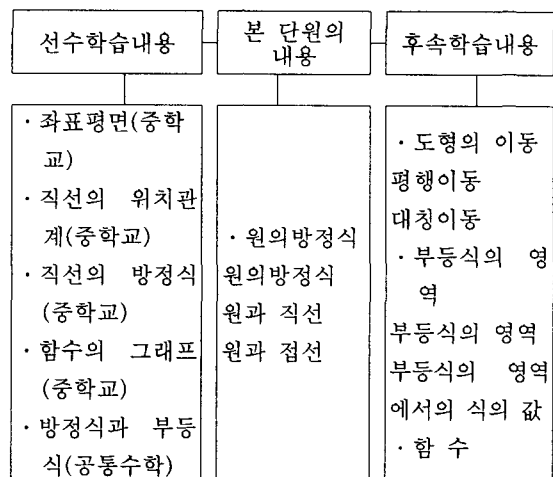 선수학습내용
본 단원의
내용
후속학습내용
· 좌표평면(중학
교)
· 직선의 위치관
계(중학교)
· 직선의 방정식
(중학교)
· 함수의 그래프
(중학교)
· 방정식과 부등
식(공통수학)
· 원의방정식
원의방정식
원과 직선
원과 접선
· 도형의 이동
평행이동
대칭이동
· 부등식의 영
역
부등식의 영역
부등식의 영역
에서의 식의 값
· 함 수